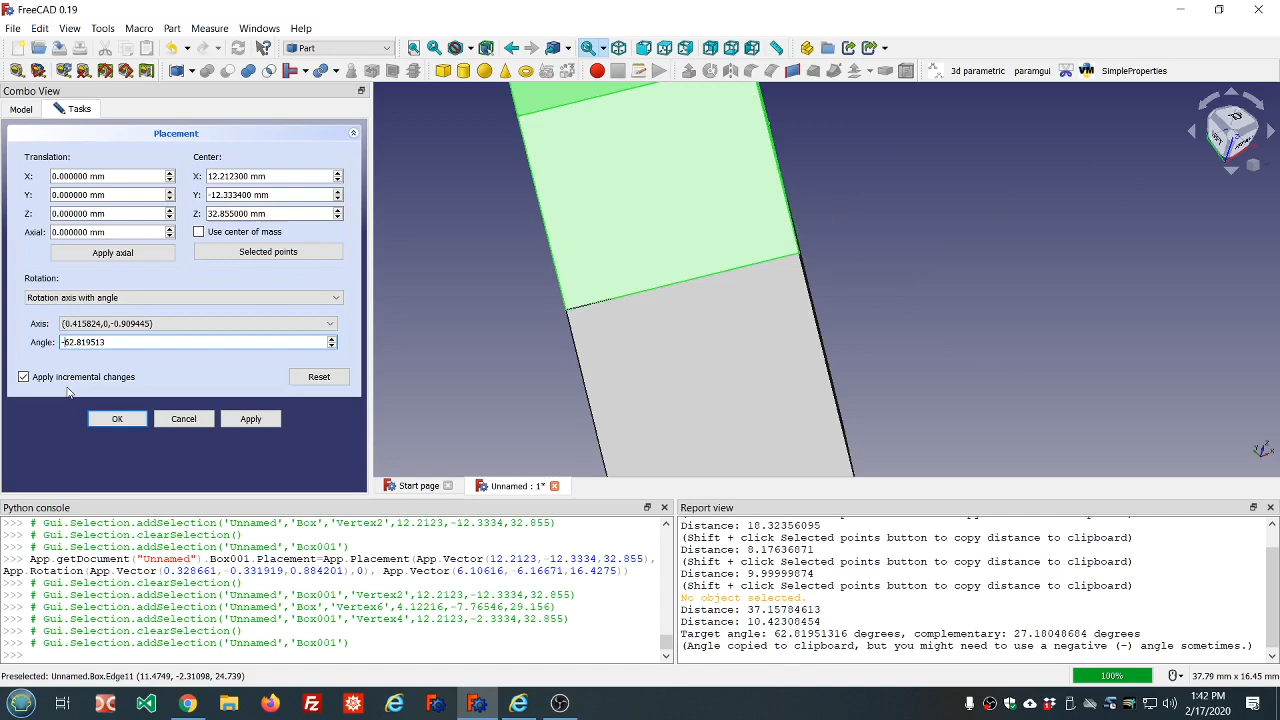 FreeCAD 0.19
File Edit View Tools Macro Part Measure Windows Help
Part
3d parametric paramgui VM SimpleProperties
Combo View
Model Tasks
Placement
Translation: Center:
X: 0.000000 mm X: 12.212300 mm
Y: 0.000000 mm Y: -12.333400 mm
Z: 0.000000 mm Z: 32.855000 mm
Axial: 0.000000 mm Use center of mass
Apply axial Selected points
Rotation:
Rotation axis with angle
Axis: (0.415824,0,-0.909445)
Angle: -62.819513
Apply incremental changes Reset
OK Cancel Apply
Start page Unnamed : 1*
Python console
>>> # Gui.Selection.addSelection('Unnamed','Box','Vertex2',12.2123,-12.3334,32.855)
>>> # Gui.Selection.clearSelection()
>>> # Gui.Selection.addSelection('Unnamed','Box001')
>>> App.getDocument("Unnamed").Box001.Placement=App.Placement(App.Vector(12.2123,-12.3334,32.855),
App.Rotation(App.Vector(0.328661,-0.331919,0.884201),0), App.Vector(6.10616,-6.16671,16.4275))
>>> # Gui.Selection.clearSelection()
>>> # Gui.Selection.addSelection('Unnamed','Box001','Vertex2',12.2123,-12.3334,32.855)
>>> # Gui.Selection.addSelection('Unnamed','Box','Vertex6',4.12216,-7.76546,29.156)
>>> # Gui.Selection.addSelection('Unnamed','Box001','Vertex4',12.2123,-2.3334,32.855)
>>> # Gui.Selection.clearSelection()
>>> # Gui.Selection.addSelection('Unnamed','Box001')
>>>
Report view
Distance: 18.32356095
(Shift + click Selected points button to copy distance to clipboard)
Distance: 8.17636871
(Shift + click Selected points button to copy distance to clipboard)
Distance: 9.99999874
(Shift + click Selected points button to copy distance to clipboard)
No object selected.
Distance: 37.15784613
Distance: 10.42308454
Target angle: 62.81951316 degrees, complementary: 27.18048684 degrees
(Angle copied to clipboard, but you might need to use a negative (-) angle sometimes.)
Preselected: Unnamed.Box.Edge11 (11.4749, -2.31098, 24.739)
100%
37.79 mm x 16.45 mm
1:42 PM
2/17/2020